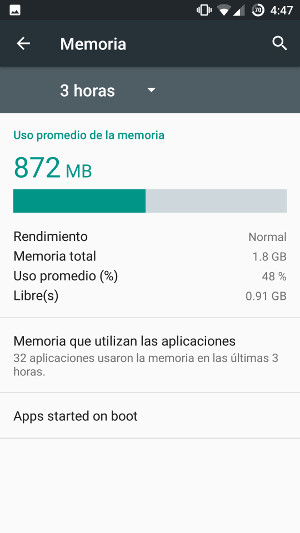 70 4:47
Memoria
3 horas
Uso promedio de la memoria
872 MB
Rendimiento Normal
Memoria total 1.8 GB
Uso promedio (%) 48 %
Libre(s) 0.91 GB
Memoria que utilizan las aplicaciones
32 aplicaciones usaron la memoria en las últimas 3
horas.
Apps started on boot